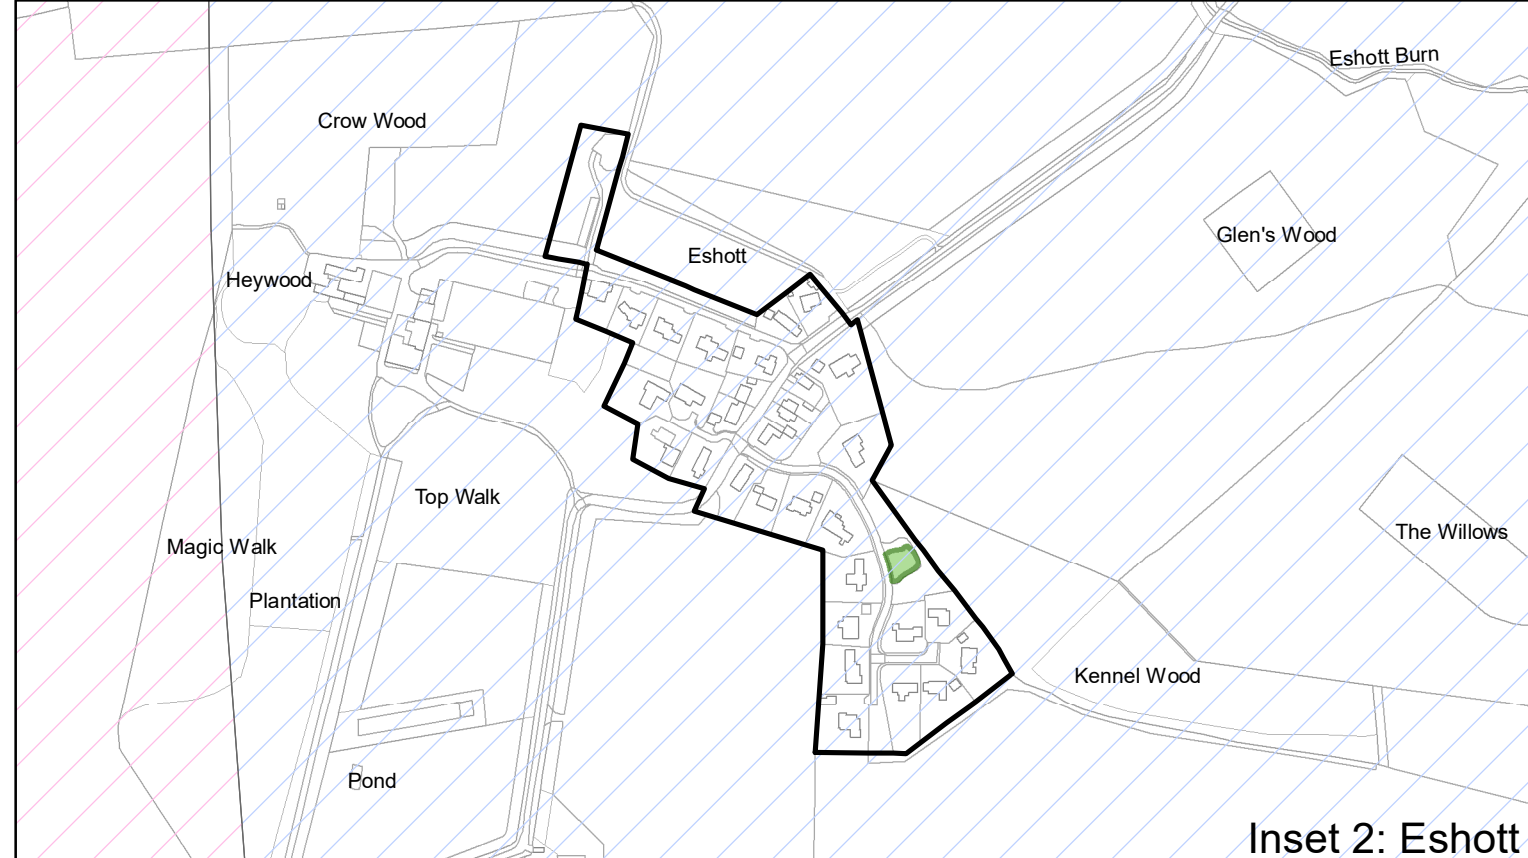 Eshott Burn
Crow Wood
Glen's Wood
Eshott
Heywood
Top Walk
The Willows
Magic Walk
Plantation
Kennel Wood
Pond
Inset 2: Eshott